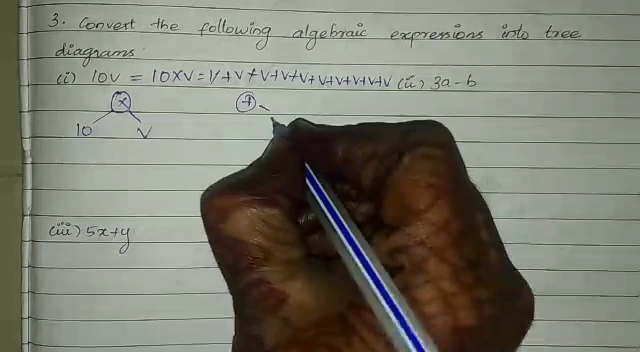 3. Convert the following algebraic expressions into tree
diagrams.
(i) 10v = 10×v = v+v+v+v+v+v+v+v+v+v (ii) 3a-b
× +
10 v
(iii) 5x+y